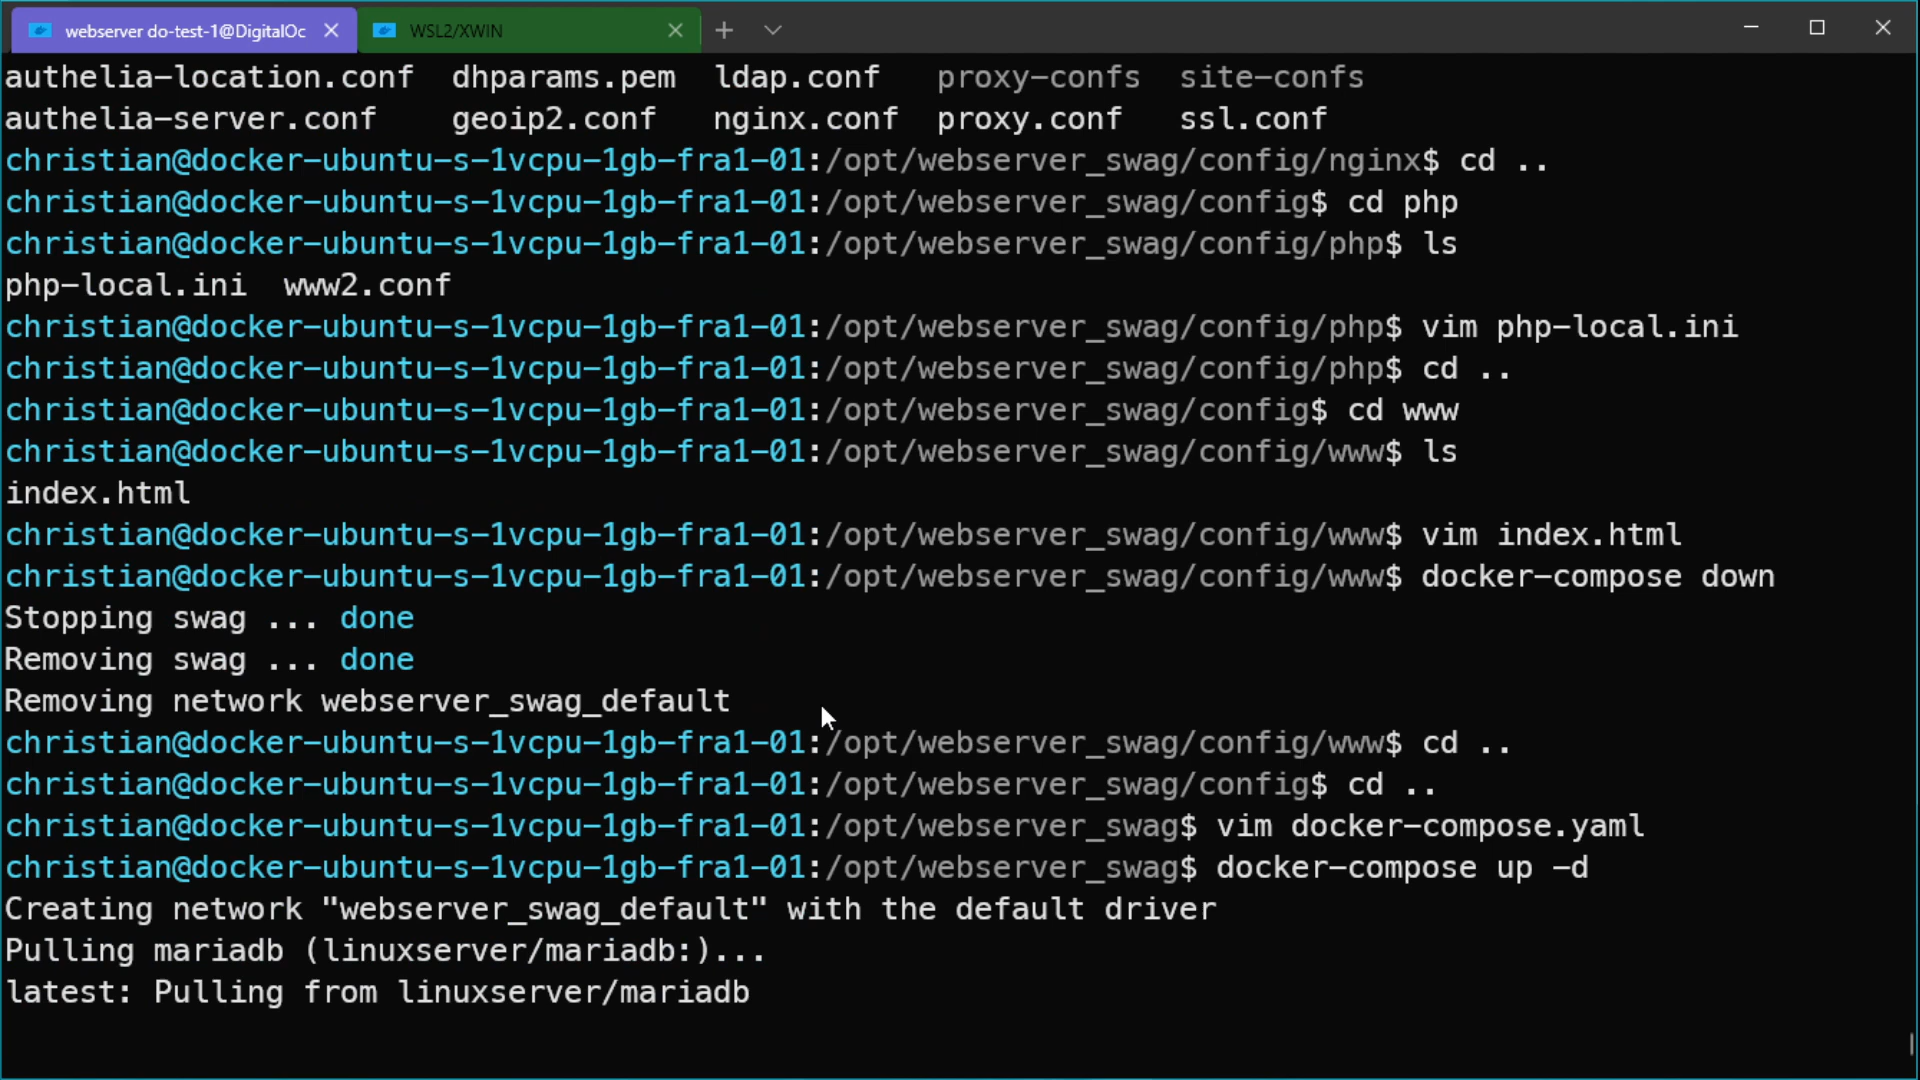 webserver do-test-1@DigitalOc
WSL2/XWIN
authelia-location.conf dhparams.pem ldap.conf proxy-confs site-confs
authelia-server.conf geoip2.conf nginx.conf proxy.conf ssl.conf
christian@docker-ubuntu-s-1vcpu-1gb-fra1-01:/opt/webserver_swag/config/nginx$ cd ..
christian@docker-ubuntu-s-1vcpu-1gb-fra1-01:/opt/webserver_swag/config$ cd php
christian@docker-ubuntu-s-1vcpu-1gb-fra1-01:/opt/webserver_swag/config/php$ ls
php-local.ini www2.conf
christian@docker-ubuntu-s-1vcpu-1gb-fra1-01:/opt/webserver_swag/config/php$ vim php-local.ini
christian@docker-ubuntu-s-1vcpu-1gb-fra1-01:/opt/webserver_swag/config/php$ cd ..
christian@docker-ubuntu-s-1vcpu-1gb-fra1-01:/opt/webserver_swag/config$ cd www
christian@docker-ubuntu-s-1vcpu-1gb-fra1-01:/opt/webserver_swag/config/www$ ls
index.html
christian@docker-ubuntu-s-1vcpu-1gb-fra1-01:/opt/webserver_swag/config/www$ vim index.html
christian@docker-ubuntu-s-1vcpu-1gb-fra1-01:/opt/webserver_swag/config/www$ docker-compose down
Stopping swag ... done
Removing swag ... done
Removing network webserver_swag_default
christian@docker-ubuntu-s-1vcpu-1gb-fra1-01:/opt/webserver_swag/config/www$ cd ..
christian@docker-ubuntu-s-1vcpu-1gb-fra1-01:/opt/webserver_swag/config$ cd ..
christian@docker-ubuntu-s-1vcpu-1gb-fra1-01:/opt/webserver_swag$ vim docker-compose.yaml
christian@docker-ubuntu-s-1vcpu-1gb-fra1-01:/opt/webserver_swag$ docker-compose up -d
Creating network "webserver_swag_default" with the default driver
Pulling mariadb (linuxserver/mariadb:)...
latest: Pulling from linuxserver/mariadb